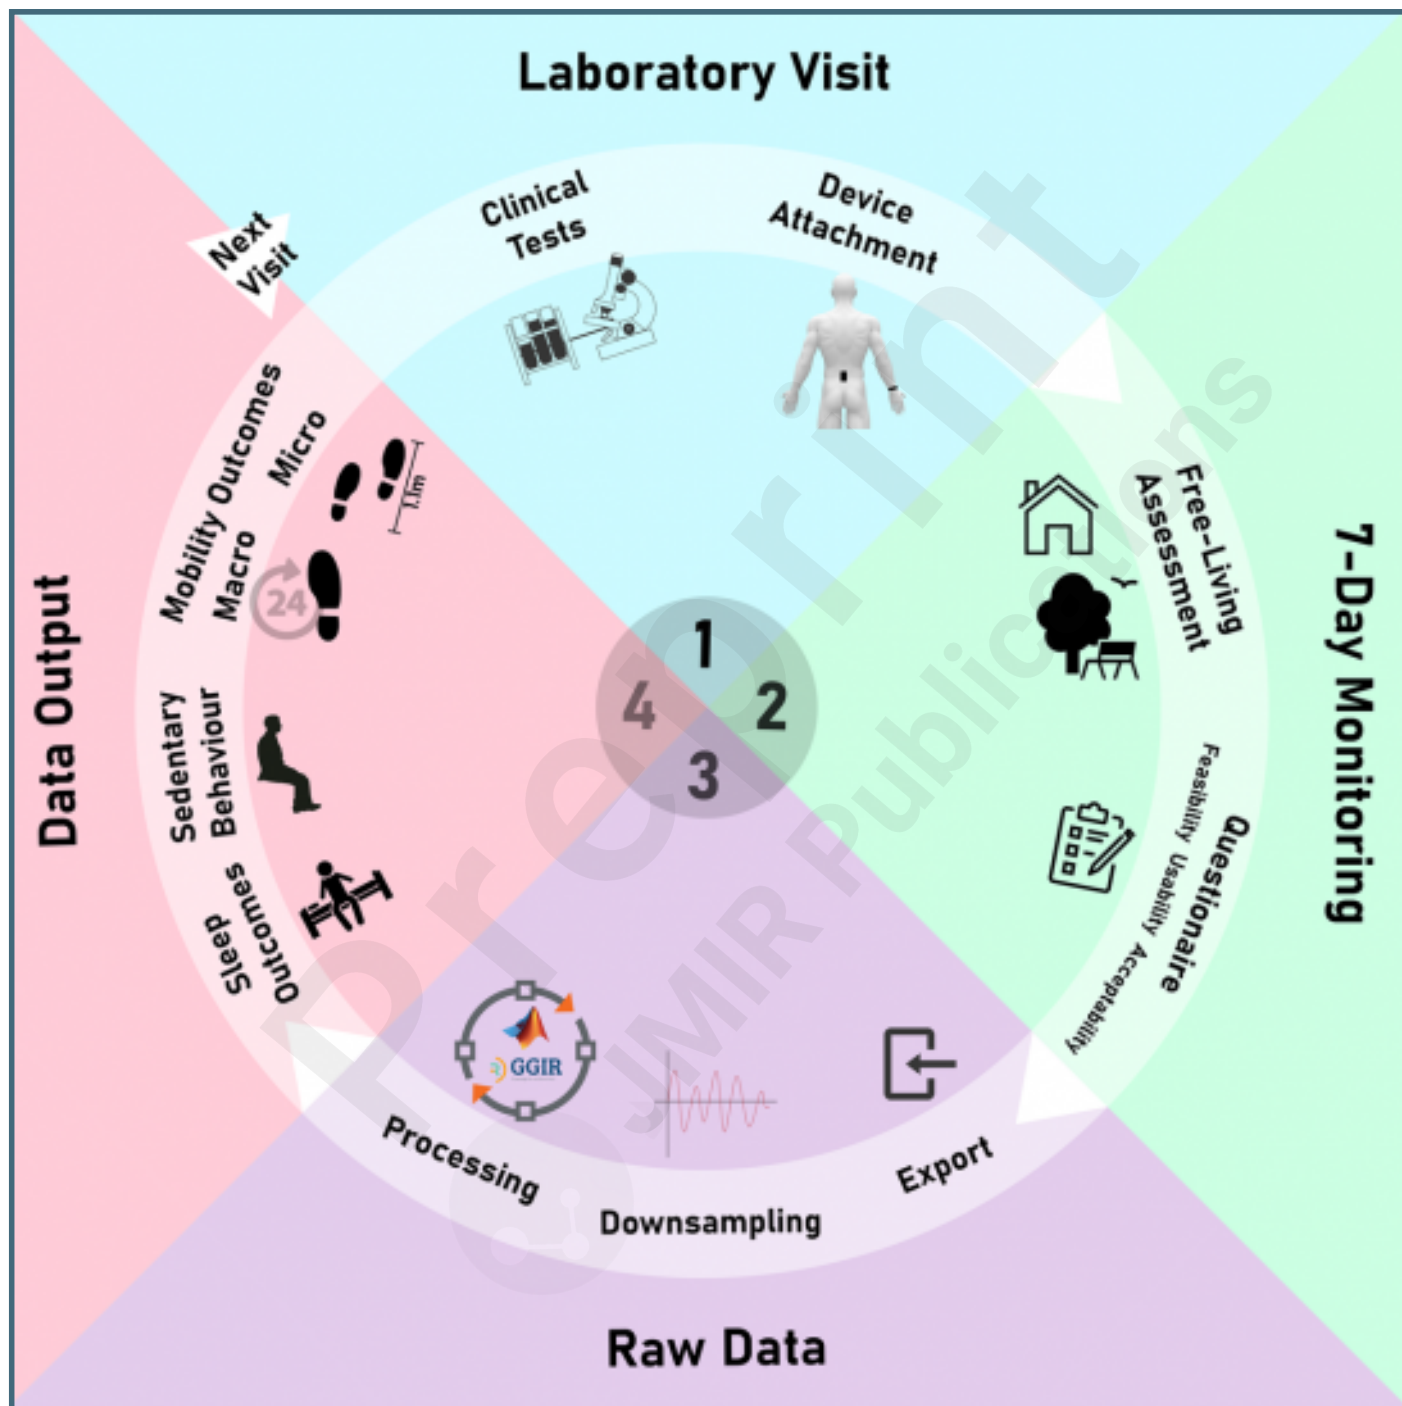 Laboratory Visit
Clinical
Tests
Device
Attachment
Next
Visit
1
2
3
4
7-Day Monitoring
Free-Living
Assessment
Questionaire
Feasibility Usability Acceptability
Raw Data
Export
Downsampling
Processing
GGIR
Data Output
Sleep
Outcomes
Sedentary
Behaviour
Mobility Outcomes
Macro
Micro
24
1.1m
Preprint
JMIR Publications